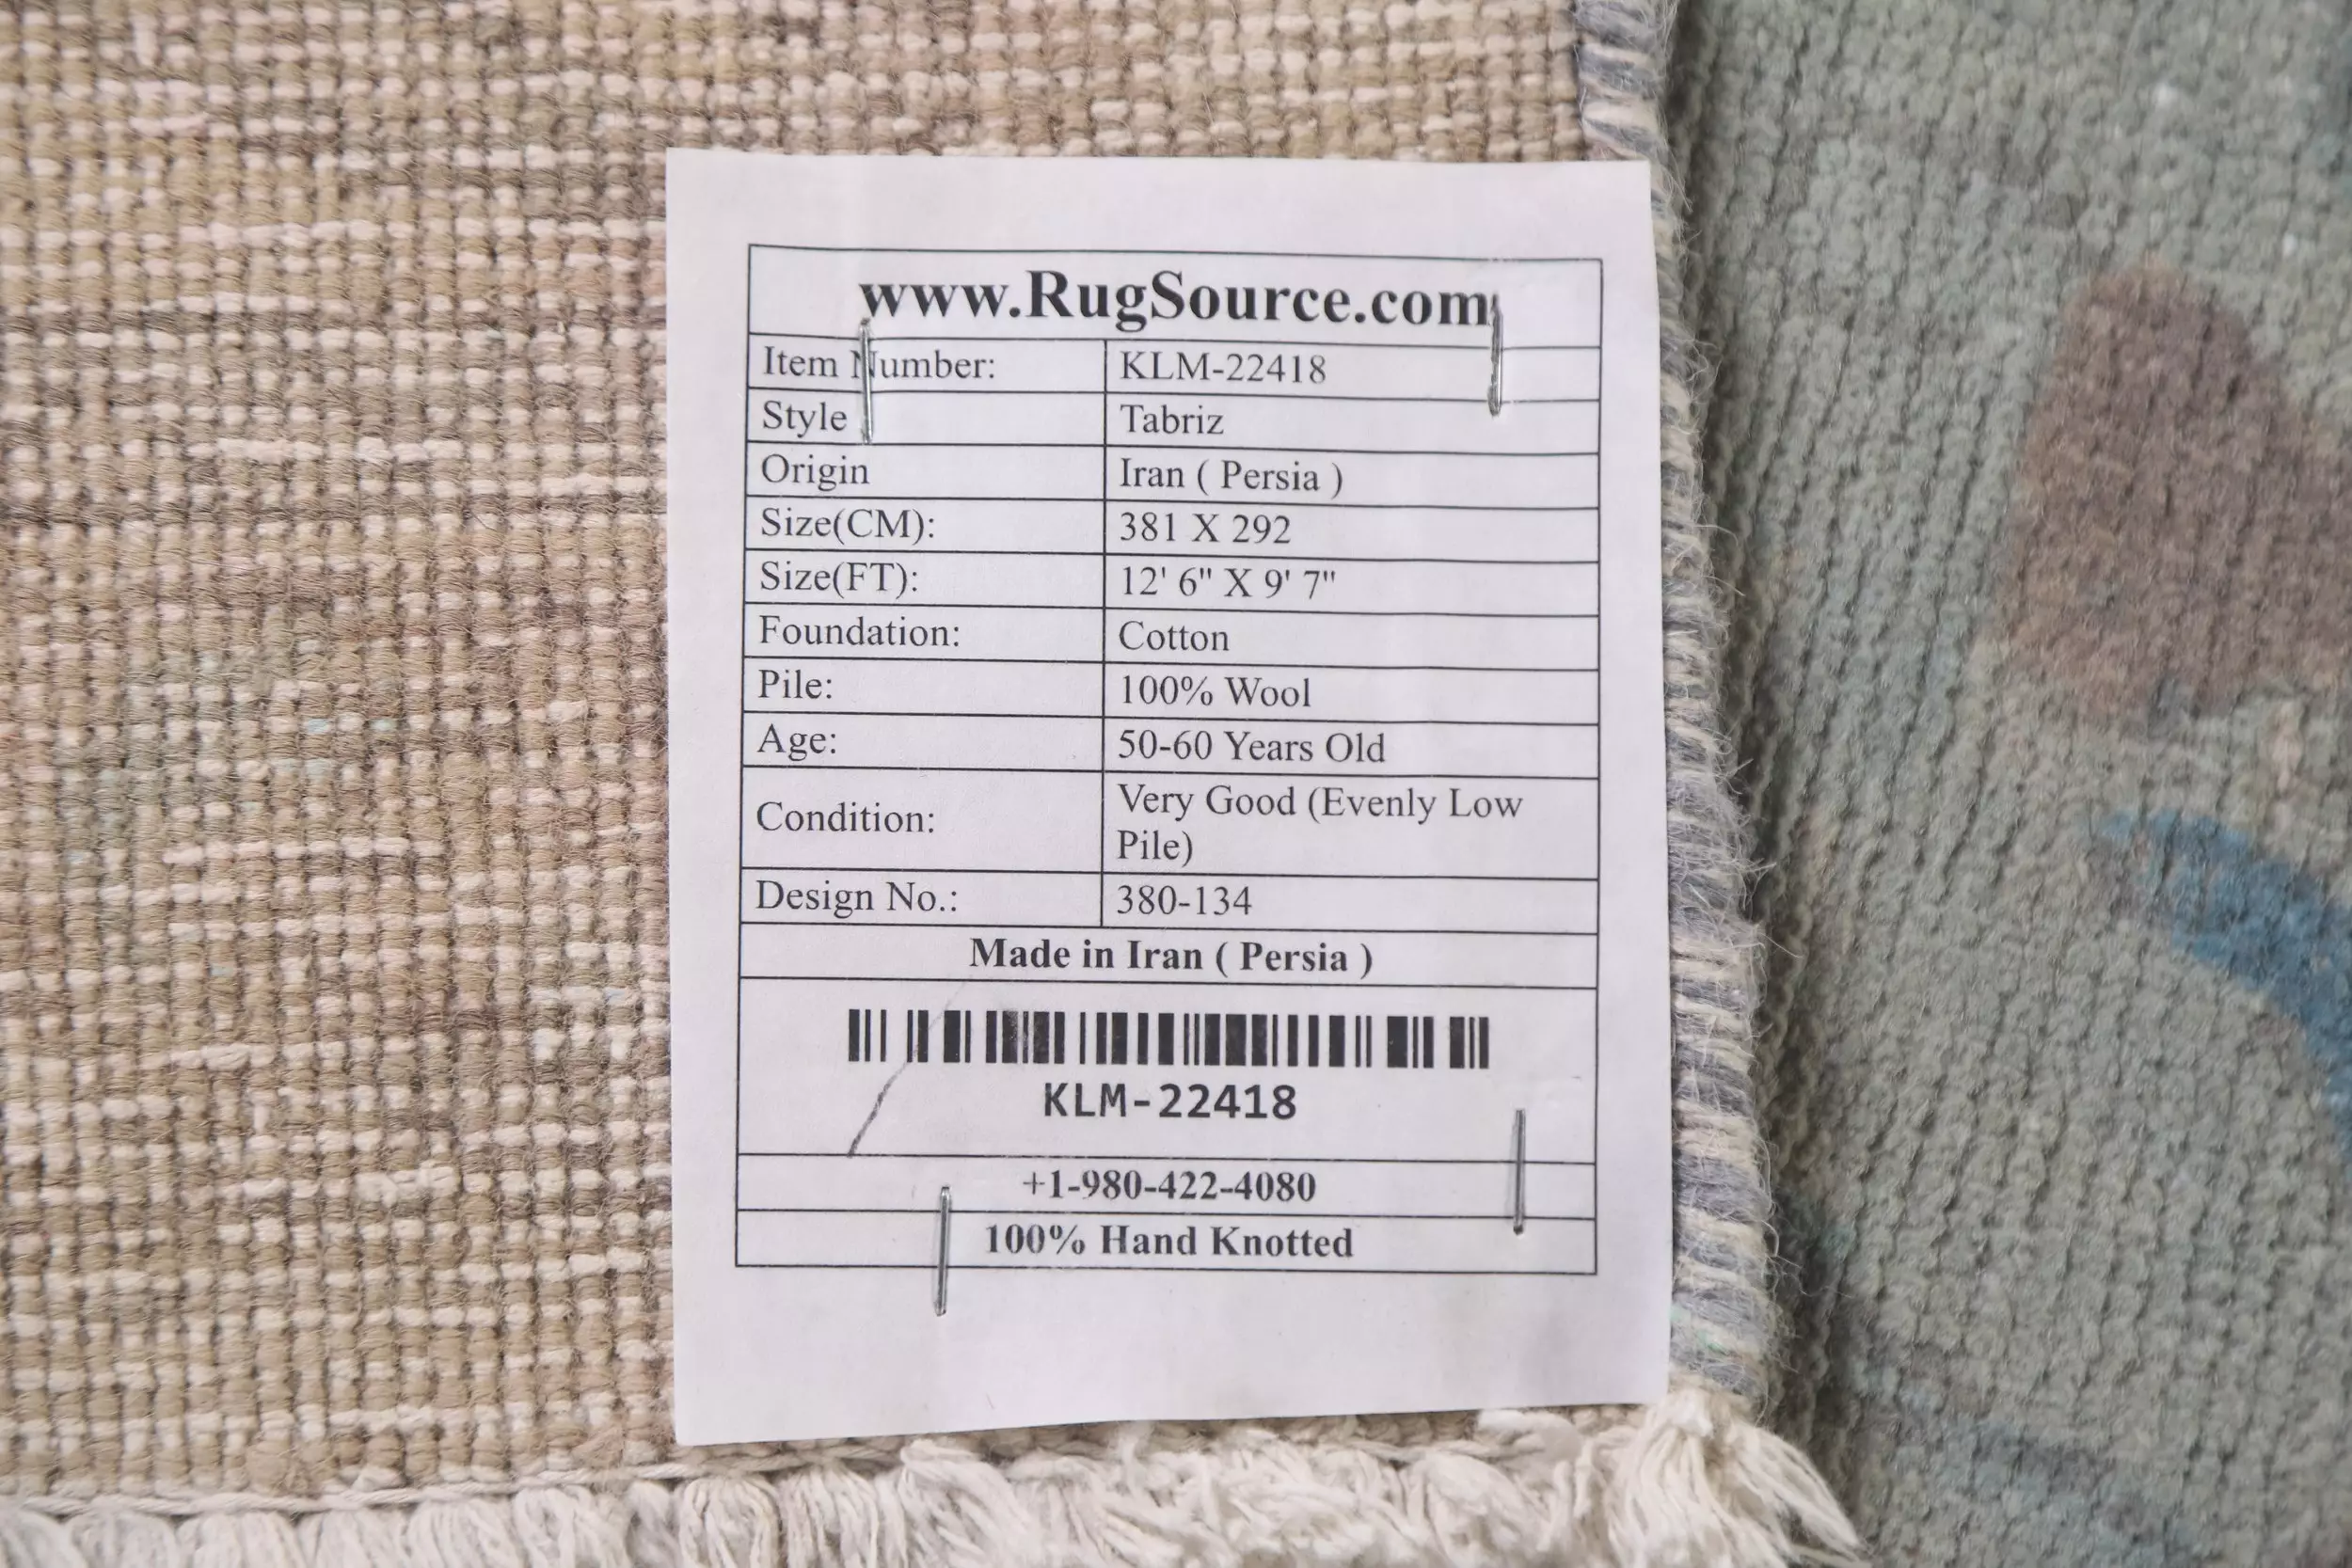 www.RugSource.com
Item Number: KLM-22418
Style Tabriz
Origin Iran ( Persia )
Size(CM): 381 X 292
Size(FT): 12' 6" X 9' 7"
Foundation: Cotton
Pile: 100% Wool
Age: 50-60 Years Old
Condition: Very Good (Evenly Low
Pile)
Design No.: 380-134
Made in Iran ( Persia )
KLM-22418
+1-980-422-4080
100% Hand Knotted